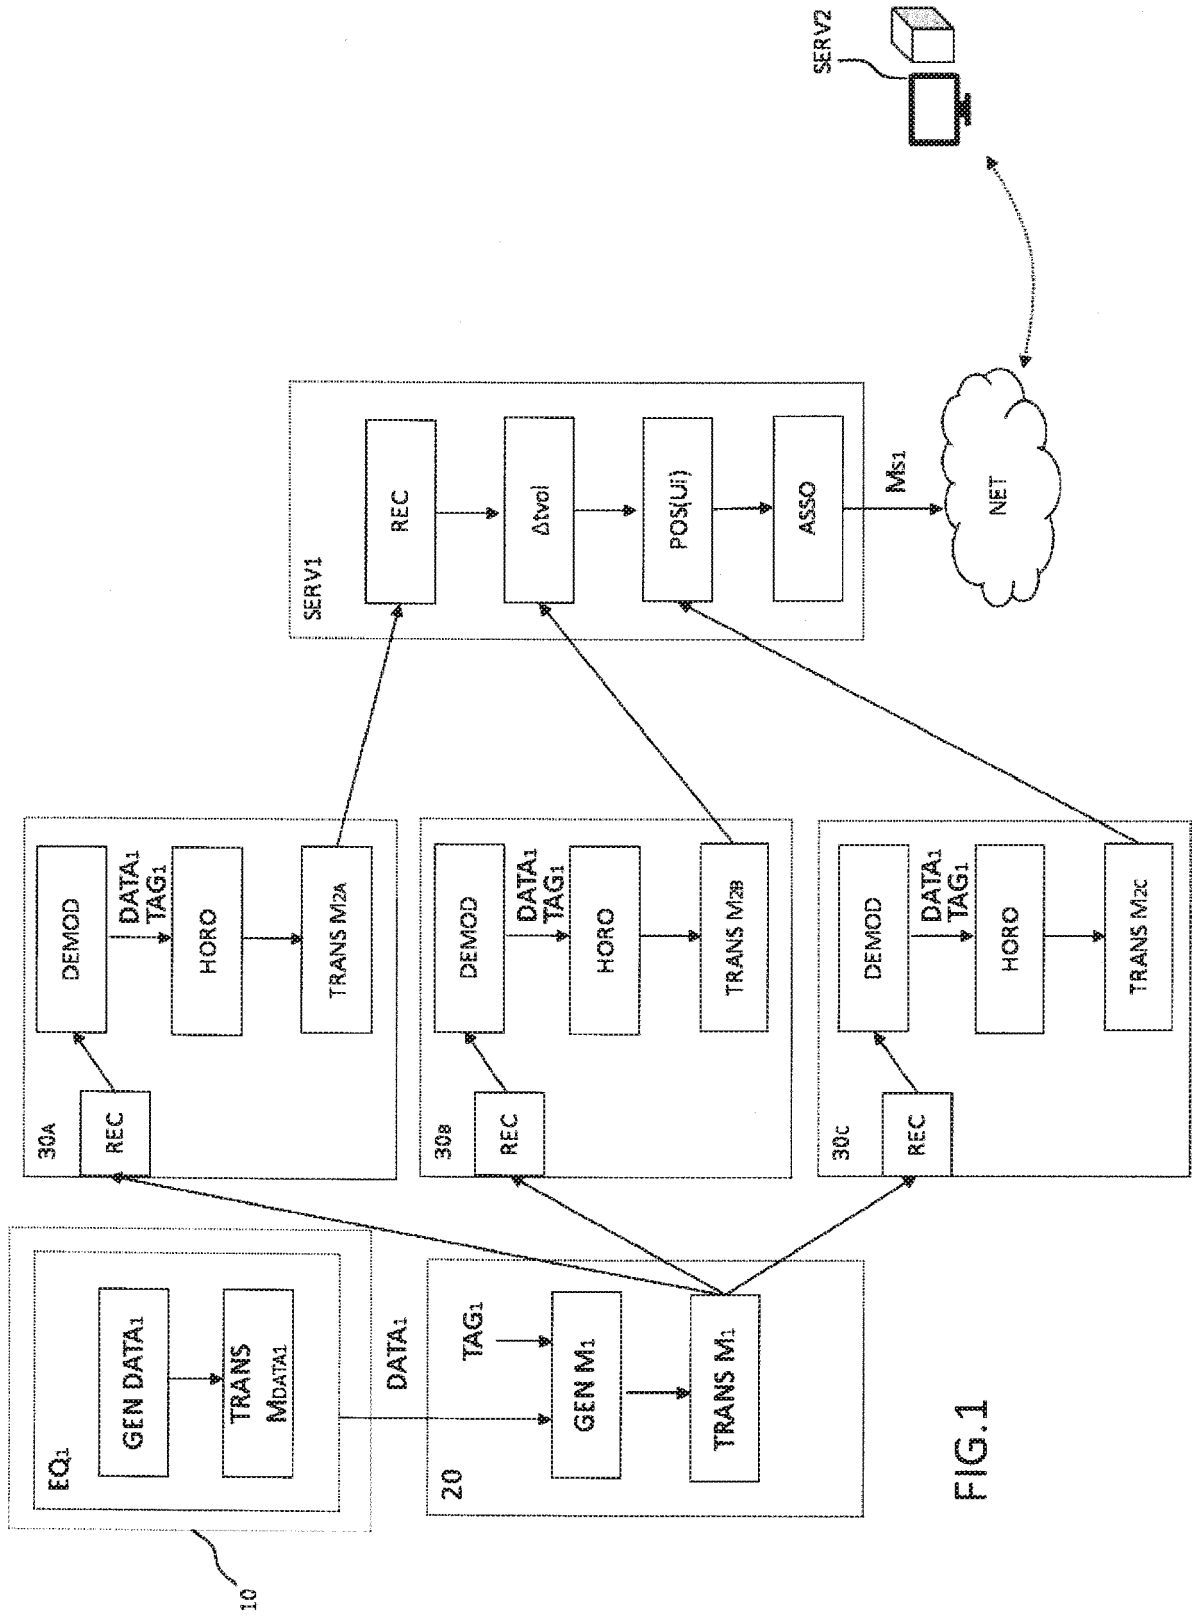 10
EQ1
GEN DATA1
TRANS
MDATA1
DATA1
20
TAG1
GEN M1
TRANS M1
30A
REC
DEMOD
DATA1
TAG1
HORO
TRANS M2A
30B
REC
DEMOD
DATA1
TAG1
HORO
TRANS M2B
30C
REC
DEMOD
DATA1
TAG1
HORO
TRANS M2C
SERV1
REC
Δtvol
POS(Ui)
ASSO
MS1
NET
SERV2
FIG.1